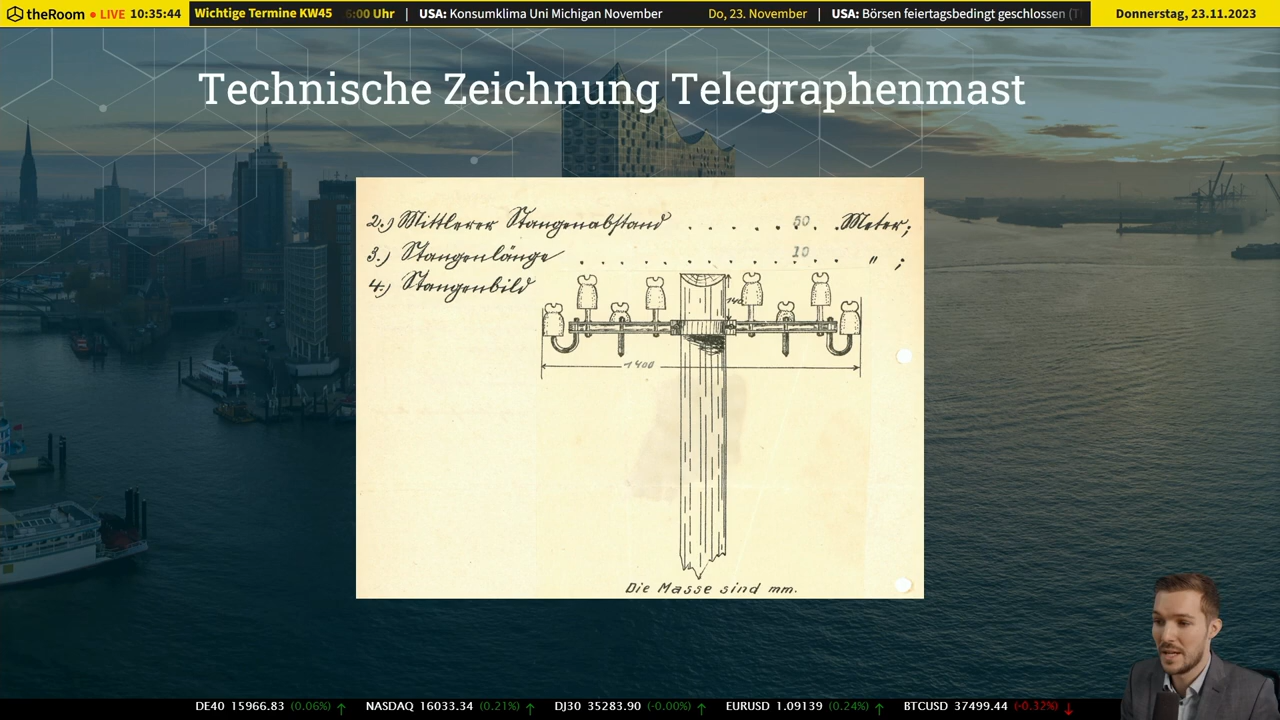 theRoom • LIVE 10:35:44 Wichtige Termine KW45 6:00 Uhr | USA: Konsumklima Uni Michigan November Do, 23. November | USA: Börsen feiertagsbedingt geschlossen Donnerstag, 23.11.2023
Technische Zeichnung Telegraphenmast
2.) Mittlerer Stangenabstand . . . . . . 50 . . Meter;
3.) Stangenlänge . . . . . . . . . . 10 . . " ;
4.) Stangenbild
140
1400
Die Masse sind mm.
DE40 15966.83 (0.06%) ↑ NASDAQ 16033.34 (0.21%) ↑ DJ30 35283.90 (-0.00%) ↑ EURUSD 1.09139 (0.24%) ↑ BTCUSD 37499.44 (-0.32%) ↓